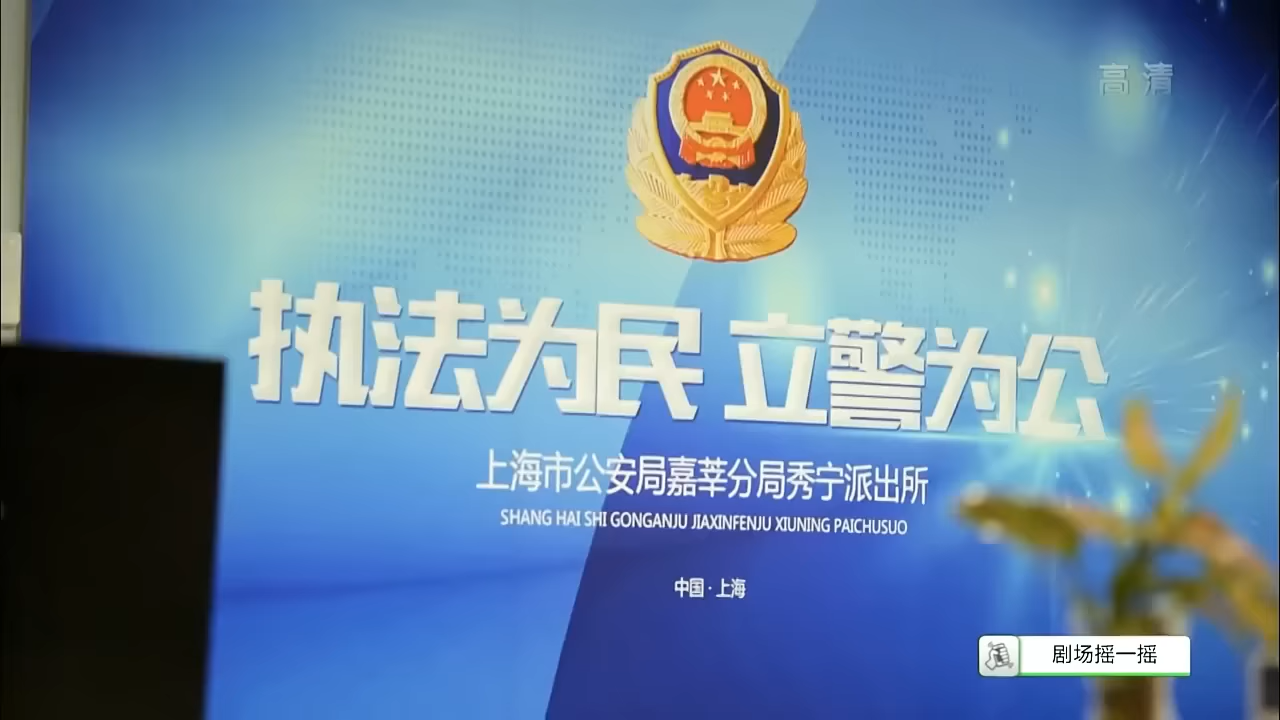 高清
执法为民 立警为公
上海市公安局嘉莘分局秀宁派出所
SHANG HAI SHI GONGANJU JIAXINFENJU XIUNING PAICHUSUO
中国·上海
剧场摇一摇